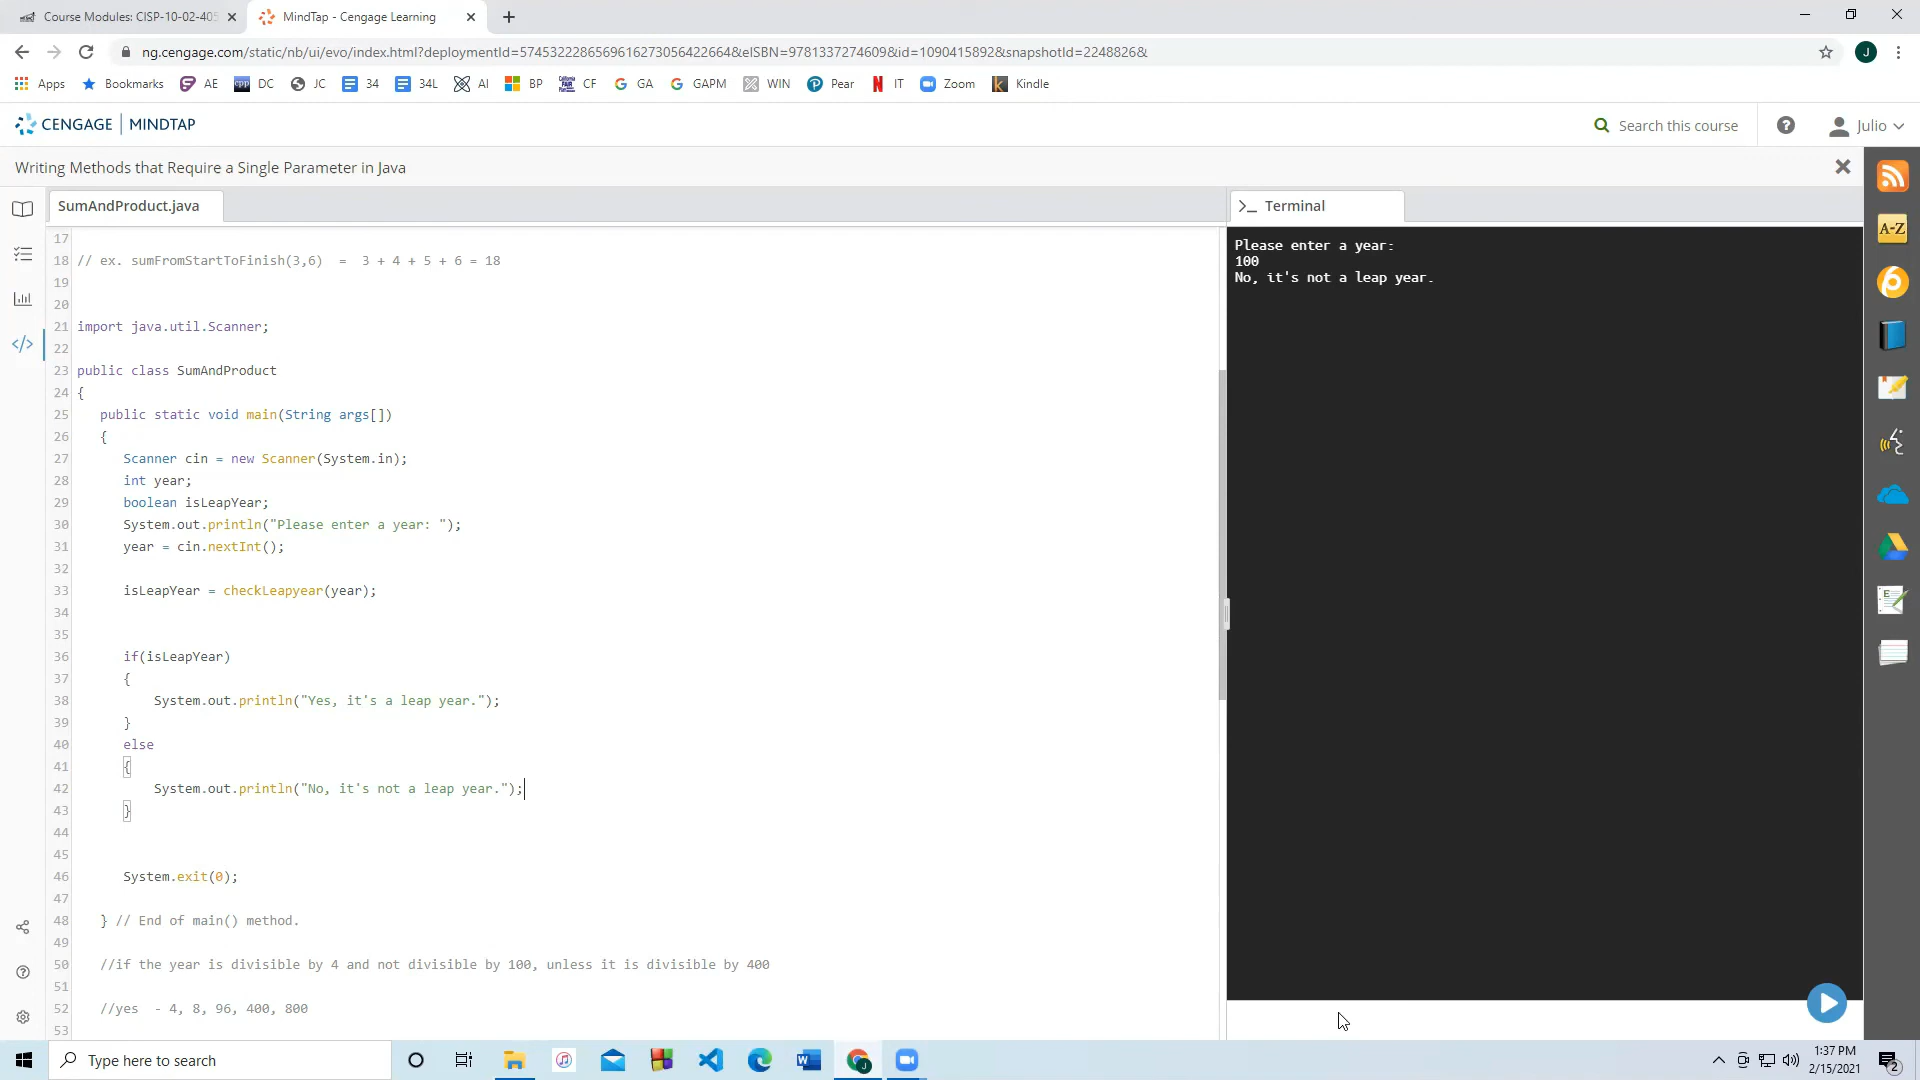 Course Modules: CISP-10-02-405
MindTap - Cengage Learning
ng.cengage.com/static/nb/ui/evo/index.html?deploymentId=5745322286569616273056422664&eISBN=9781337274609&id=1090415892&snapshotId=2248826&
J
Apps
Bookmarks
AE
DC
JC
34
34L
AI
BP
CF
GA
GAPM
WIN
Pear
IT
Zoom
Kindle
CENGAGE | MINDTAP
Search this course
Julio
Writing Methods that Require a Single Parameter in Java
SumAndProduct.java
>_ Terminal
17
18 // ex. sumFromStartToFinish(3,6) = 3 + 4 + 5 + 6 = 18
19
20
21 import java.util.Scanner;
22
23 public class SumAndProduct
24 {
25 public static void main(String args[])
26 {
27 Scanner cin = new Scanner(System.in);
28 int year;
29 boolean isLeapYear;
30 System.out.println("Please enter a year: ");
31 year = cin.nextInt();
32
33 isLeapYear = checkLeapyear(year);
34
35
36 if(isLeapYear)
37 {
38 System.out.println("Yes, it's a leap year.");
39 }
40 else
41 {
42 System.out.println("No, it's not a leap year.");
43 }
44
45
46 System.exit(0);
47
48 } // End of main() method.
49
50 //if the year is divisible by 4 and not divisible by 100, unless it is divisible by 400
51
52 //yes - 4, 8, 96, 400, 800
53
Please enter a year:
100
No, it's not a leap year.
A-Z
Type here to search
1:37 PM
2/15/2021
2